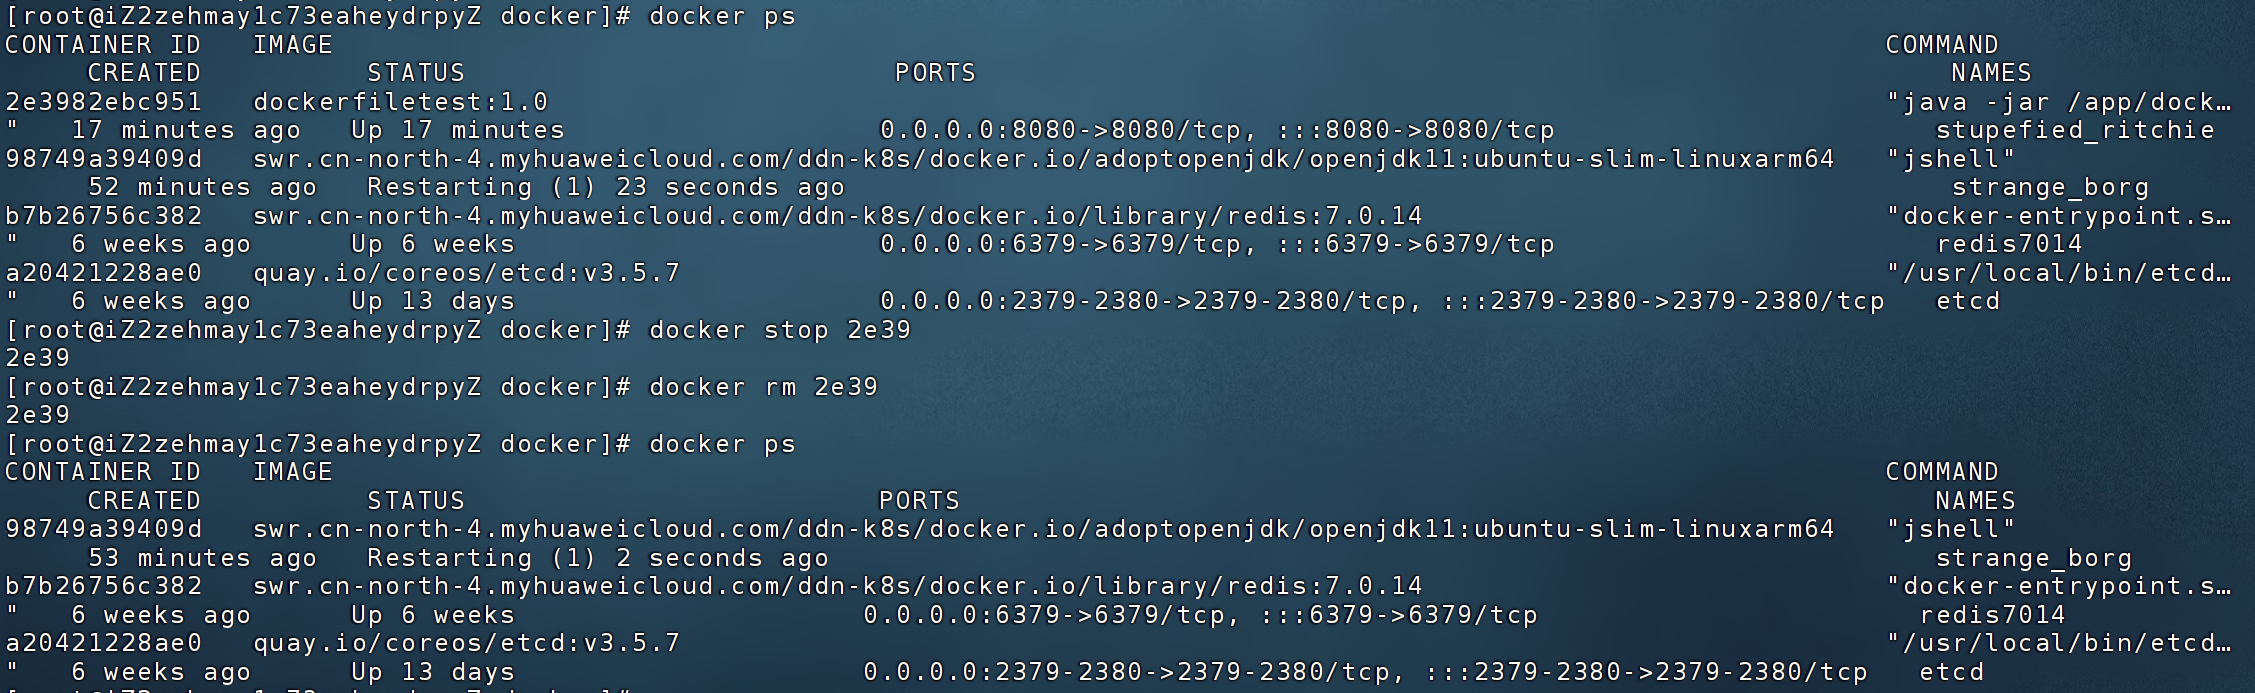 [root@iZ2zehmay1c73eaheydrpyZ docker]# docker ps
CONTAINER ID   IMAGE                                                                                              COMMAND
     CREATED          STATUS                          PORTS                                                           NAMES
2e3982ebc951   dockerfiletest:1.0                                                                                 "java -jar /app/dock…
"   17 minutes ago   Up 17 minutes                   0.0.0.0:8080->8080/tcp, :::8080->8080/tcp                       stupefied_ritchie
98749a39409d   swr.cn-north-4.myhuaweicloud.com/ddn-k8s/docker.io/adoptopenjdk/openjdk11:ubuntu-slim-linuxarm64   "jshell"
     52 minutes ago   Restarting (1) 23 seconds ago                                                                   strange_borg
b7b26756c382   swr.cn-north-4.myhuaweicloud.com/ddn-k8s/docker.io/library/redis:7.0.14                            "docker-entrypoint.s…
"   6 weeks ago      Up 6 weeks                      0.0.0.0:6379->6379/tcp, :::6379->6379/tcp                       redis7014
a20421228ae0   quay.io/coreos/etcd:v3.5.7                                                                         "/usr/local/bin/etcd…
"   6 weeks ago      Up 13 days                      0.0.0.0:2379-2380->2379-2380/tcp, :::2379-2380->2379-2380/tcp   etcd
[root@iZ2zehmay1c73eaheydrpyZ docker]# docker stop 2e39
2e39
[root@iZ2zehmay1c73eaheydrpyZ docker]# docker rm 2e39
2e39
[root@iZ2zehmay1c73eaheydrpyZ docker]# docker ps
CONTAINER ID   IMAGE                                                                                              COMMAND
     CREATED          STATUS                         PORTS                                                           NAMES
98749a39409d   swr.cn-north-4.myhuaweicloud.com/ddn-k8s/docker.io/adoptopenjdk/openjdk11:ubuntu-slim-linuxarm64   "jshell"
     53 minutes ago   Restarting (1) 2 seconds ago                                                                   strange_borg
b7b26756c382   swr.cn-north-4.myhuaweicloud.com/ddn-k8s/docker.io/library/redis:7.0.14                            "docker-entrypoint.s…
"   6 weeks ago      Up 6 weeks                     0.0.0.0:6379->6379/tcp, :::6379->6379/tcp                       redis7014
a20421228ae0   quay.io/coreos/etcd:v3.5.7                                                                         "/usr/local/bin/etcd…
"   6 weeks ago      Up 13 days                     0.0.0.0:2379-2380->2379-2380/tcp, :::2379-2380->2379-2380/tcp   etcd